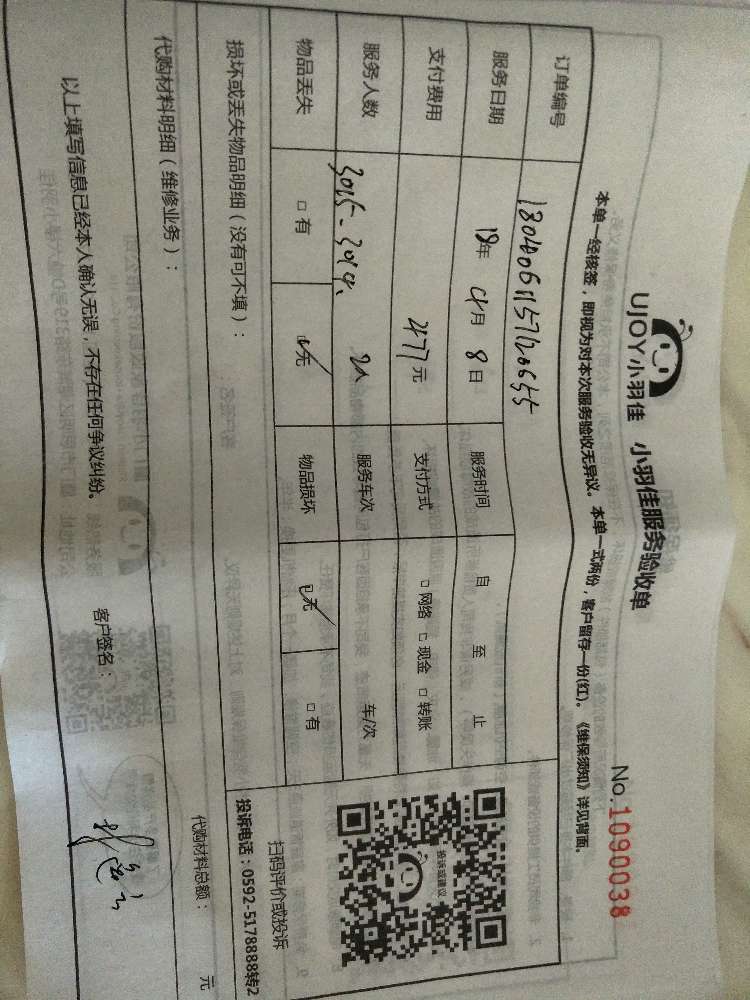 UJOY小羽佳 小羽佳服务验收单
No.1090038
本单一经核签，即视为对本次服务验收无异议。本单一式两份，客户留存一份(红)。《维保须知》详见背面。
订单编号
服务日期 18年 4月 8日 服务时间 自 至 止
支付费用 477元 支付方式 □网络 □现金 □转账
服务人数 2人 服务车次 车/次
物品丢失 □有 □无 物品损坏 □无 □有
投诉或建议
扫码评价或投诉
投诉电话：0592-5178888转2
损坏或丢失物品明细（没有可不填）：
代购材料明细（维修业务）：
代购材料总额： 元
以上填写信息已经本人确认无误，不存在任何争议纠纷。 客户签名：